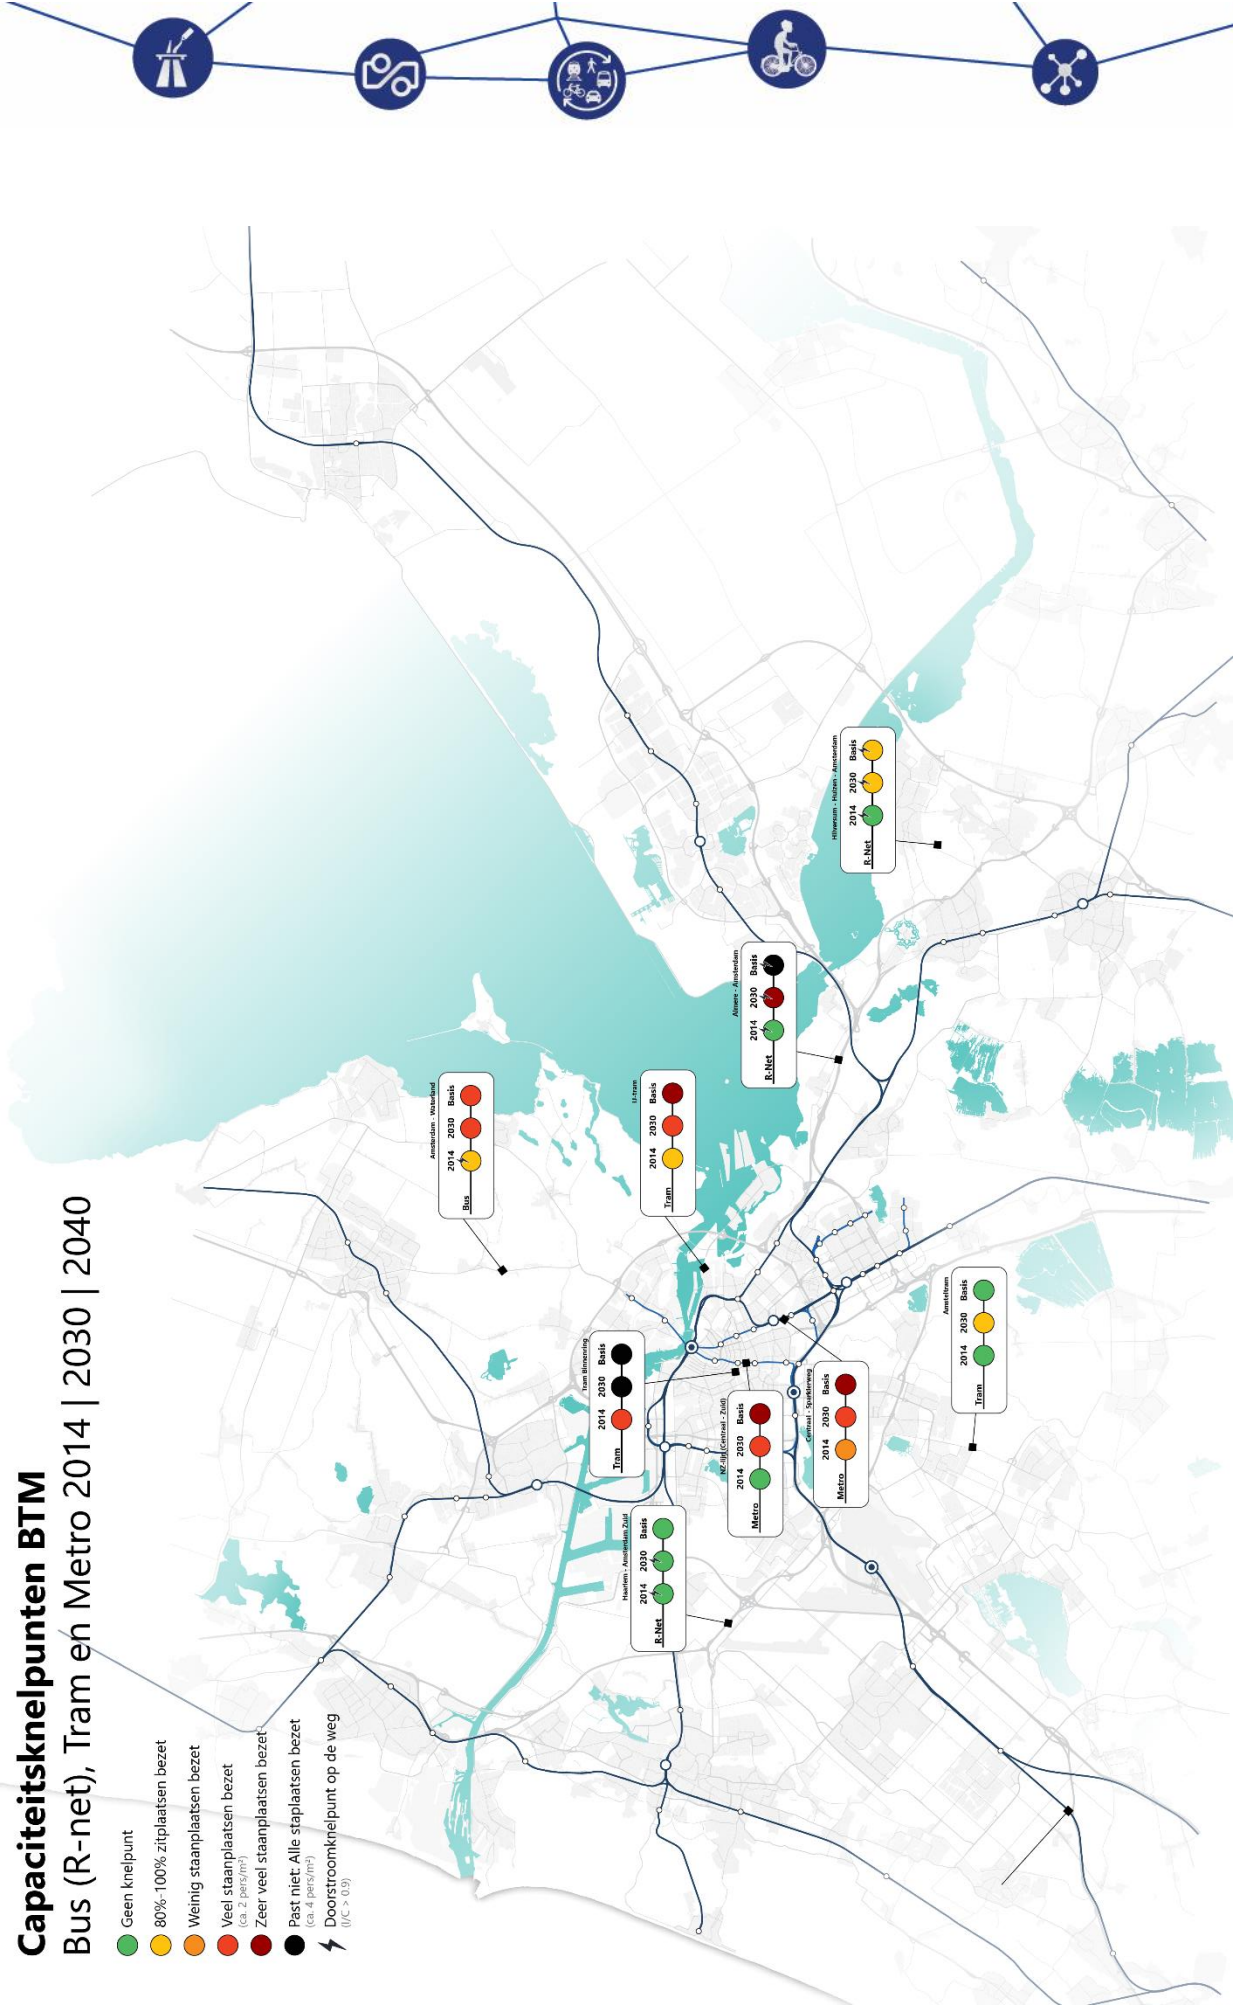 Capaciteitsknelpunten BTM
Bus (R-net), Tram en Metro 2014 | 2030 | 2040
Geen knelpunt
80%-100% zitplaatsen bezet
Weinig staanplaatsen bezet
Veel staanplaatsen bezet
(ca. 2 pers/m²)
Zeer veel staanplaatsen bezet
Past niet: Alle staplaatsen bezet
(ca. 4 pers/m²)
Doorstroomknelpunt op de weg
(I/C > 0.9)
Amsterdam - Waterland
Bus 2014 2030 Basis
IJ-tram
Tram 2014 2030 Basis
Almere - Amsterdam
R-Net 2014 2030 Basis
Hilversum - Huizen - Amsterdam
R-Net 2014 2030 Basis
Tram Binnenring
Tram 2014 2030 Basis
Haarlem - Amsterdam Zuid
R-Net 2014 2030 Basis
NZ-lijn (Centraal - Zuid)
Metro 2014 2030 Basis
Centraal - Spaklerweg
Metro 2014 2030 Basis
Amsteltram
Tram 2014 2030 Basis